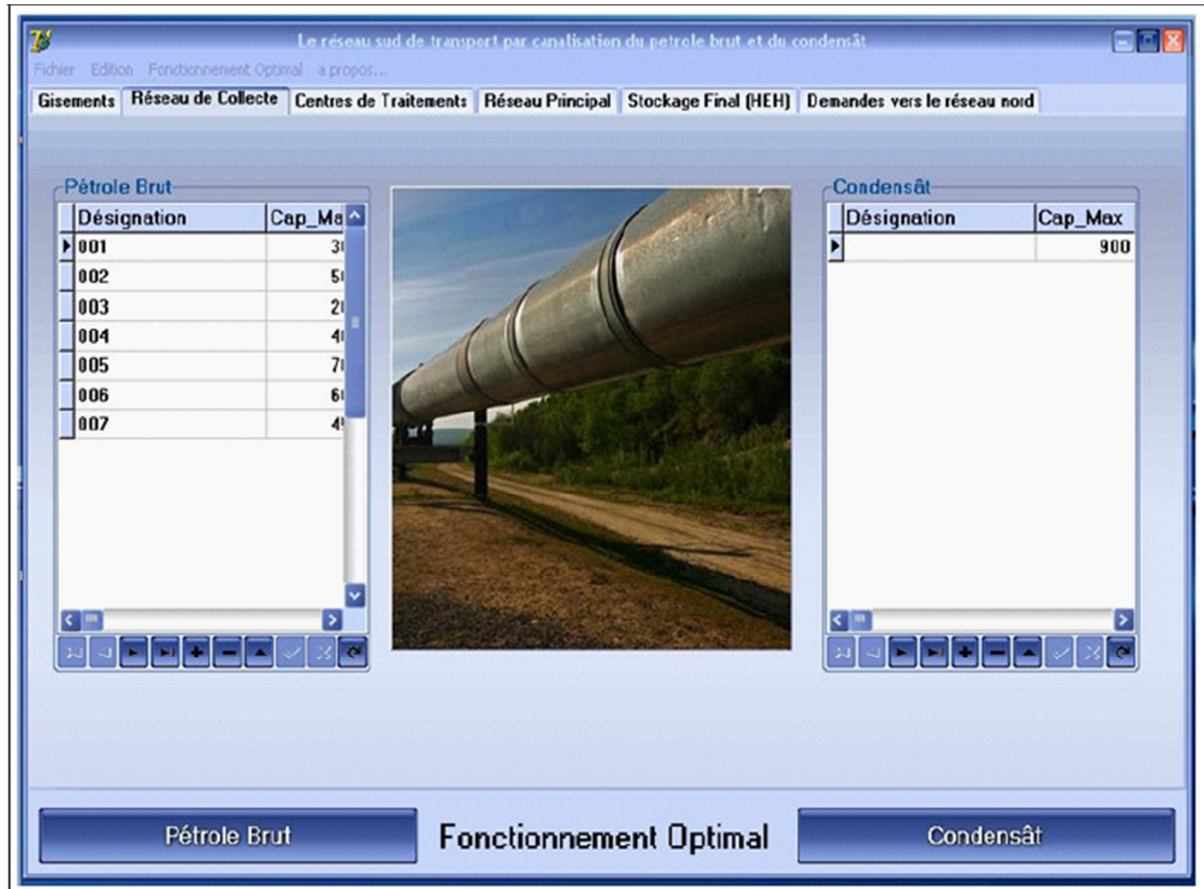 Le réseau sud de transport par canalisation du petrole brut et du condensât
Fichier Edition Fonctionnement Optimal a propos...
Gisements Réseau de Collecte Centres de Traitements Réseau Principal Stockage Final (HEH) Demandes vers le réseau nord
Pétrole Brut
Désignation Cap_Ma
001
002
003
004
005
006
007
Condensât
Désignation Cap_Max
900
Pétrole Brut Fonctionnement Optimal Condensât